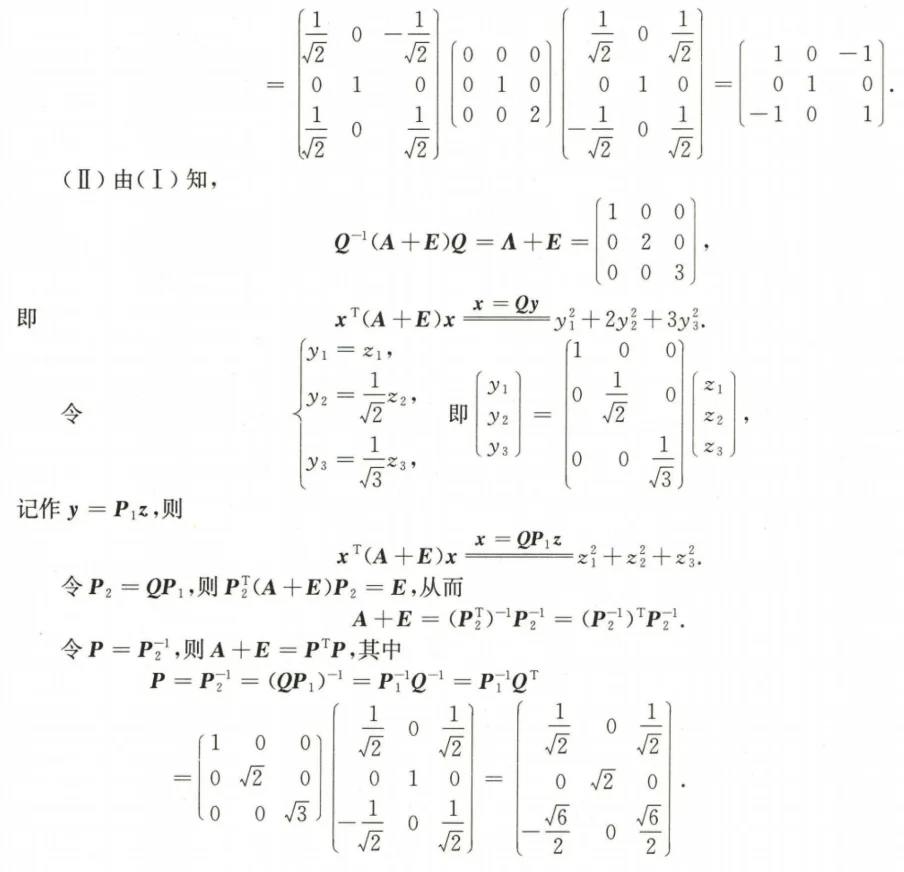 $= \begin{pmatrix} \frac{1}{\sqrt{2}} & 0 & -\frac{1}{\sqrt{2}} \\ 0 & 1 & 0 \\ \frac{1}{\sqrt{2}} & 0 & \frac{1}{\sqrt{2}} \end{pmatrix} \begin{pmatrix} 0 & 0 & 0 \\ 0 & 1 & 0 \\ 0 & 0 & 2 \end{pmatrix} \begin{pmatrix} \frac{1}{\sqrt{2}} & 0 & \frac{1}{\sqrt{2}} \\ 0 & 1 & 0 \\ -\frac{1}{\sqrt{2}} & 0 & \frac{1}{\sqrt{2}} \end{pmatrix} = \begin{pmatrix} 1 & 0 & -1 \\ 0 & 1 & 0 \\ -1 & 0 & 1 \end{pmatrix}.$
(Ⅱ)由(Ⅰ)知,
$Q^{-1}(A+E)Q = \Lambda + E = \begin{pmatrix} 1 & 0 & 0 \\ 0 & 2 & 0 \\ 0 & 0 & 3 \end{pmatrix},$
即 $x^{T}(A+E)x \xlongequal{x=Qy} y_1^2+2y_2^2+3y_3^2.$
令 $\begin{cases} y_1 = z_1, \\ y_2 = \frac{1}{\sqrt{2}}z_2, \\ y_3 = \frac{1}{\sqrt{3}}z_3, \end{cases}$ 即 $\begin{pmatrix} y_1 \\ y_2 \\ y_3 \end{pmatrix} = \begin{pmatrix} 1 & 0 & 0 \\ 0 & \frac{1}{\sqrt{2}} & 0 \\ 0 & 0 & \frac{1}{\sqrt{3}} \end{pmatrix} \begin{pmatrix} z_1 \\ z_2 \\ z_3 \end{pmatrix},$
记作 $y = P_1z$,则
$x^{T}(A+E)x \xlongequal{x=QP_1z} z_1^2+z_2^2+z_3^2.$
令 $P_2 = QP_1$,则 $P_2^{T}(A+E)P_2 = E$,从而
$A+E = (P_2^{T})^{-1}P_2^{-1} = (P_2^{-1})^{T}P_2^{-1}.$
令 $P = P_2^{-1}$,则 $A+E = P^{T}P$,其中
$P = P_2^{-1} = (QP_1)^{-1} = P_1^{-1}Q^{-1} = P_1^{-1}Q^{T}$
$= \begin{pmatrix} 1 & 0 & 0 \\ 0 & \sqrt{2} & 0 \\ 0 & 0 & \sqrt{3} \end{pmatrix} \begin{pmatrix} \frac{1}{\sqrt{2}} & 0 & \frac{1}{\sqrt{2}} \\ 0 & 1 & 0 \\ -\frac{1}{\sqrt{2}} & 0 & \frac{1}{\sqrt{2}} \end{pmatrix} = \begin{pmatrix} \frac{1}{\sqrt{2}} & 0 & \frac{1}{\sqrt{2}} \\ 0 & \sqrt{2} & 0 \\ -\frac{\sqrt{6}}{2} & 0 & \frac{\sqrt{6}}{2} \end{pmatrix}.$